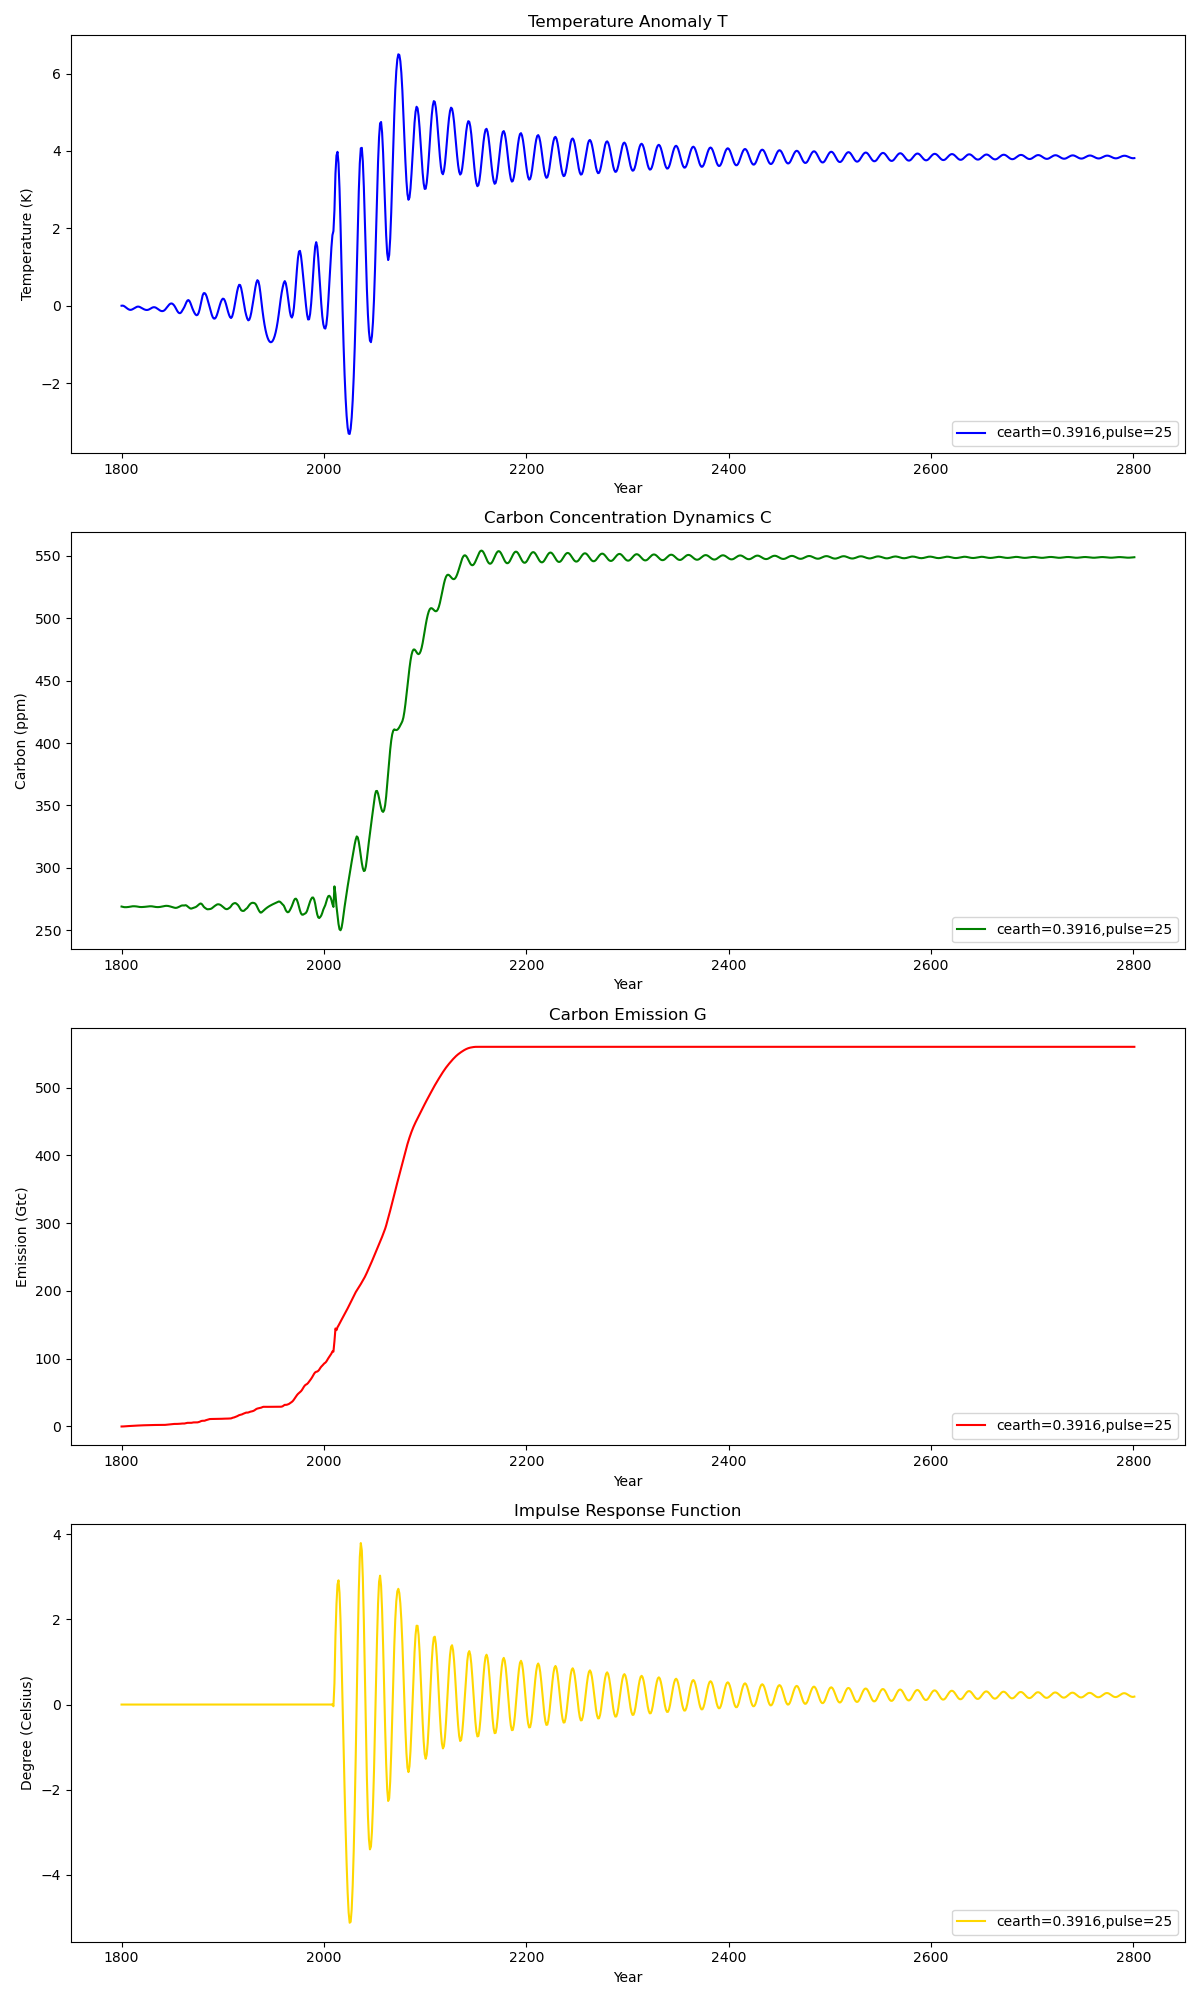 Temperature Anomaly T
Temperature (K)
6
4
2
0
−2
cearth=0.3916,pulse=25
1800 2000 2200 2400 2600 2800
Year
Carbon Concentration Dynamics C
Carbon (ppm)
550
500
450
400
350
300
250
cearth=0.3916,pulse=25
1800 2000 2200 2400 2600 2800
Year
Carbon Emission G
Emission (Gtc)
500
400
300
200
100
0
cearth=0.3916,pulse=25
1800 2000 2200 2400 2600 2800
Year
Impulse Response Function
Degree (Celsius)
4
2
0
−2
−4
cearth=0.3916,pulse=25
1800 2000 2200 2400 2600 2800
Year